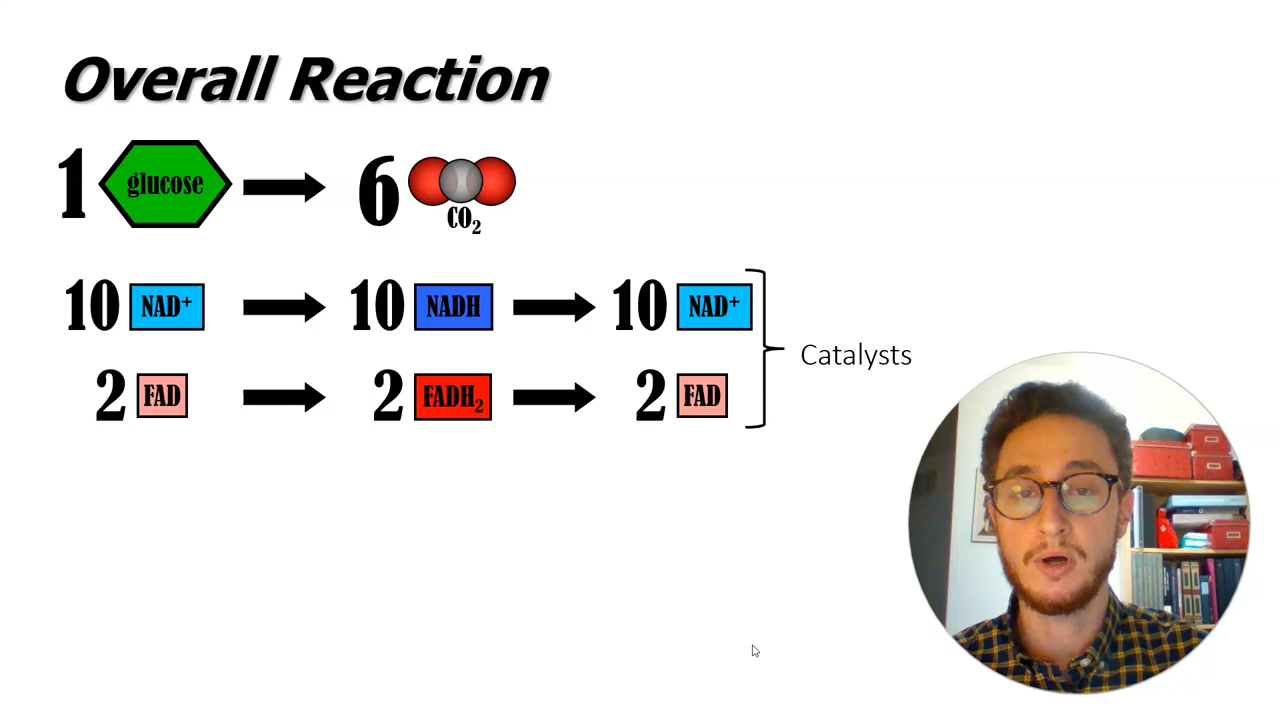 Overall Reaction
1 glucose 6 CO₂
10 NAD⁺ 10 NADH 10 NAD⁺
Catalysts
2 FAD 2 FADH₂ 2 FAD